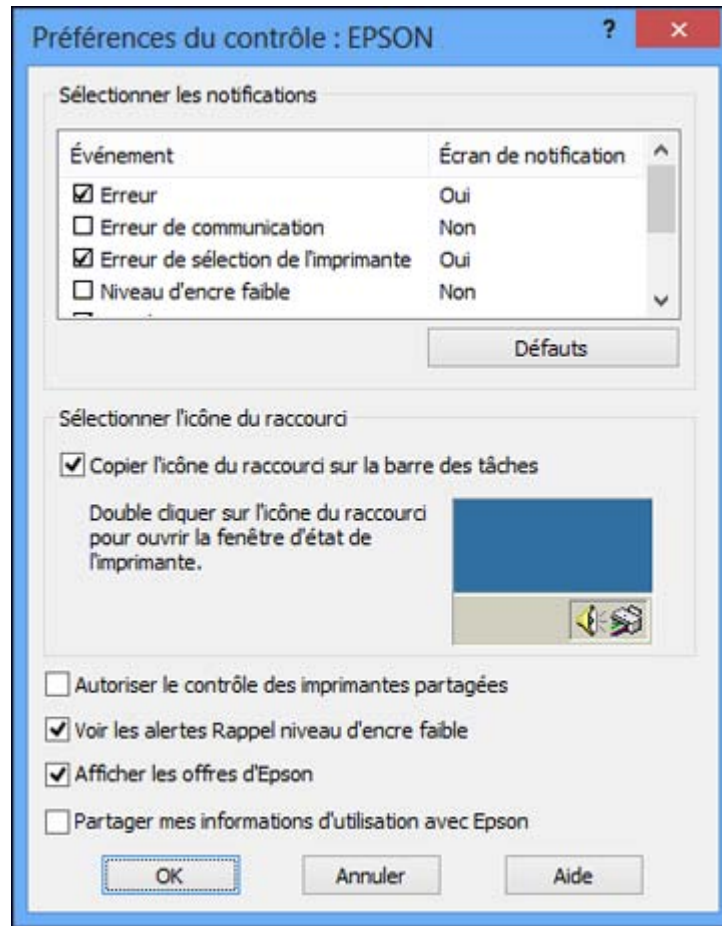 Préférences du contrôle : EPSON
?
Sélectionner les notifications
Événement Écran de notification
Erreur Oui
Erreur de communication Non
Erreur de sélection de l'imprimante Oui
Niveau d'encre faible Non
Défauts
Sélectionner l'icône du raccourci
Copier l'icône du raccourci sur la barre des tâches
Double cliquer sur l'icône du raccourci
pour ouvrir la fenêtre d'état de
l'imprimante.
Autoriser le contrôle des imprimantes partagées
Voir les alertes Rappel niveau d'encre faible
Afficher les offres d'Epson
Partager mes informations d'utilisation avec Epson
OK Annuler Aide